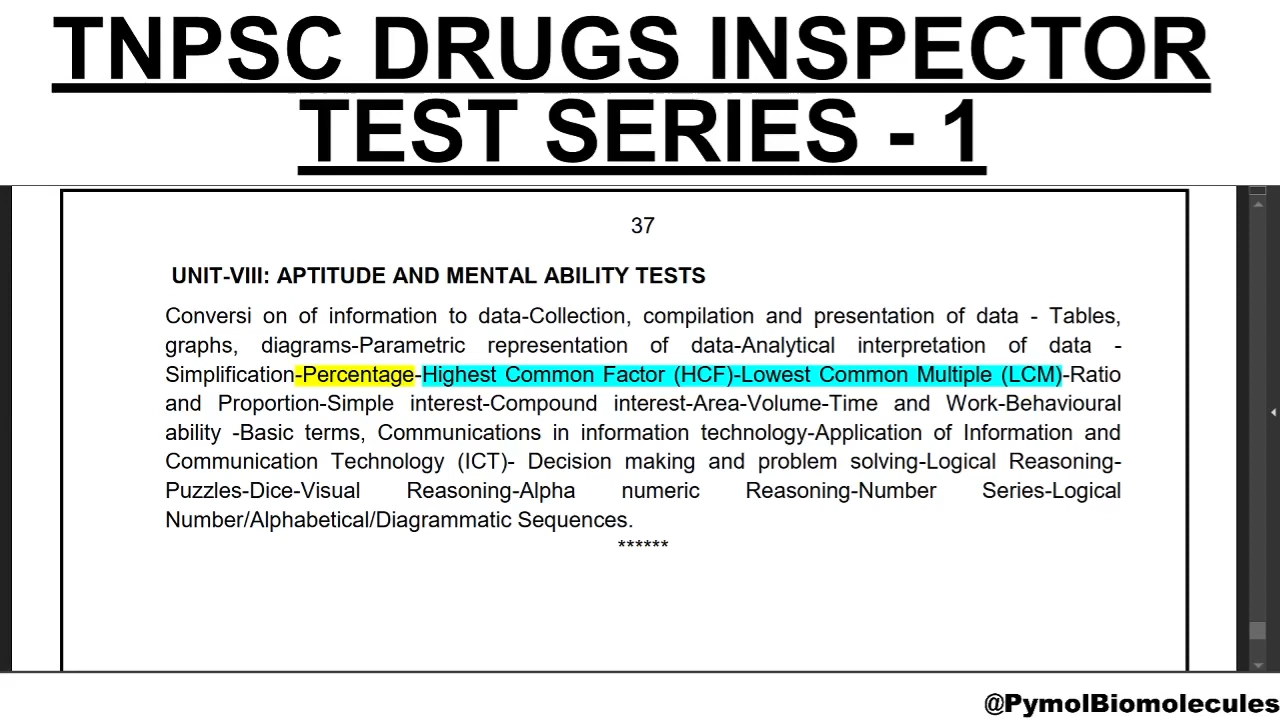 TNPSC DRUGS INSPECTOR
TEST SERIES - 1
37
UNIT-VIII: APTITUDE AND MENTAL ABILITY TESTS
Conversi on of information to data-Collection, compilation and presentation of data - Tables,
graphs, diagrams-Parametric representation of data-Analytical interpretation of data -
Simplification-Percentage-Highest Common Factor (HCF)-Lowest Common Multiple (LCM)-Ratio
and Proportion-Simple interest-Compound interest-Area-Volume-Time and Work-Behavioural
ability -Basic terms, Communications in information technology-Application of Information and
Communication Technology (ICT)- Decision making and problem solving-Logical Reasoning-
Puzzles-Dice-Visual Reasoning-Alpha numeric Reasoning-Number Series-Logical
Number/Alphabetical/Diagrammatic Sequences.
******
@PymolBiomolecules